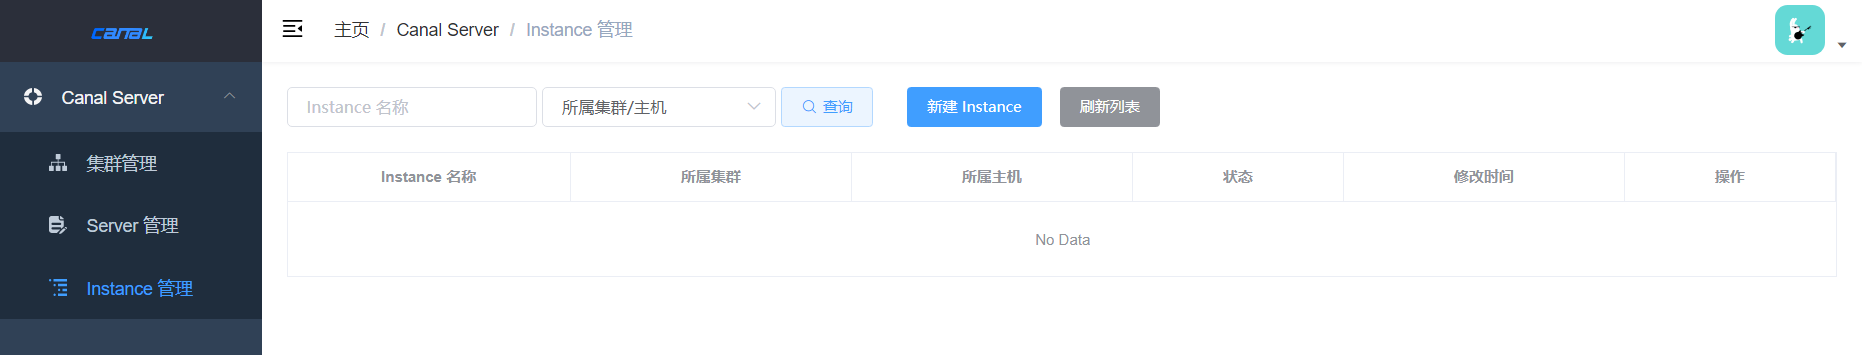 canal
主页 / Canal Server / Instance 管理
Canal Server
集群管理
Server 管理
Instance 管理
Instance 名称 所属集群/主机 查询 新建 Instance 刷新列表
Instance 名称 所属集群 所属主机 状态 修改时间 操作
No Data